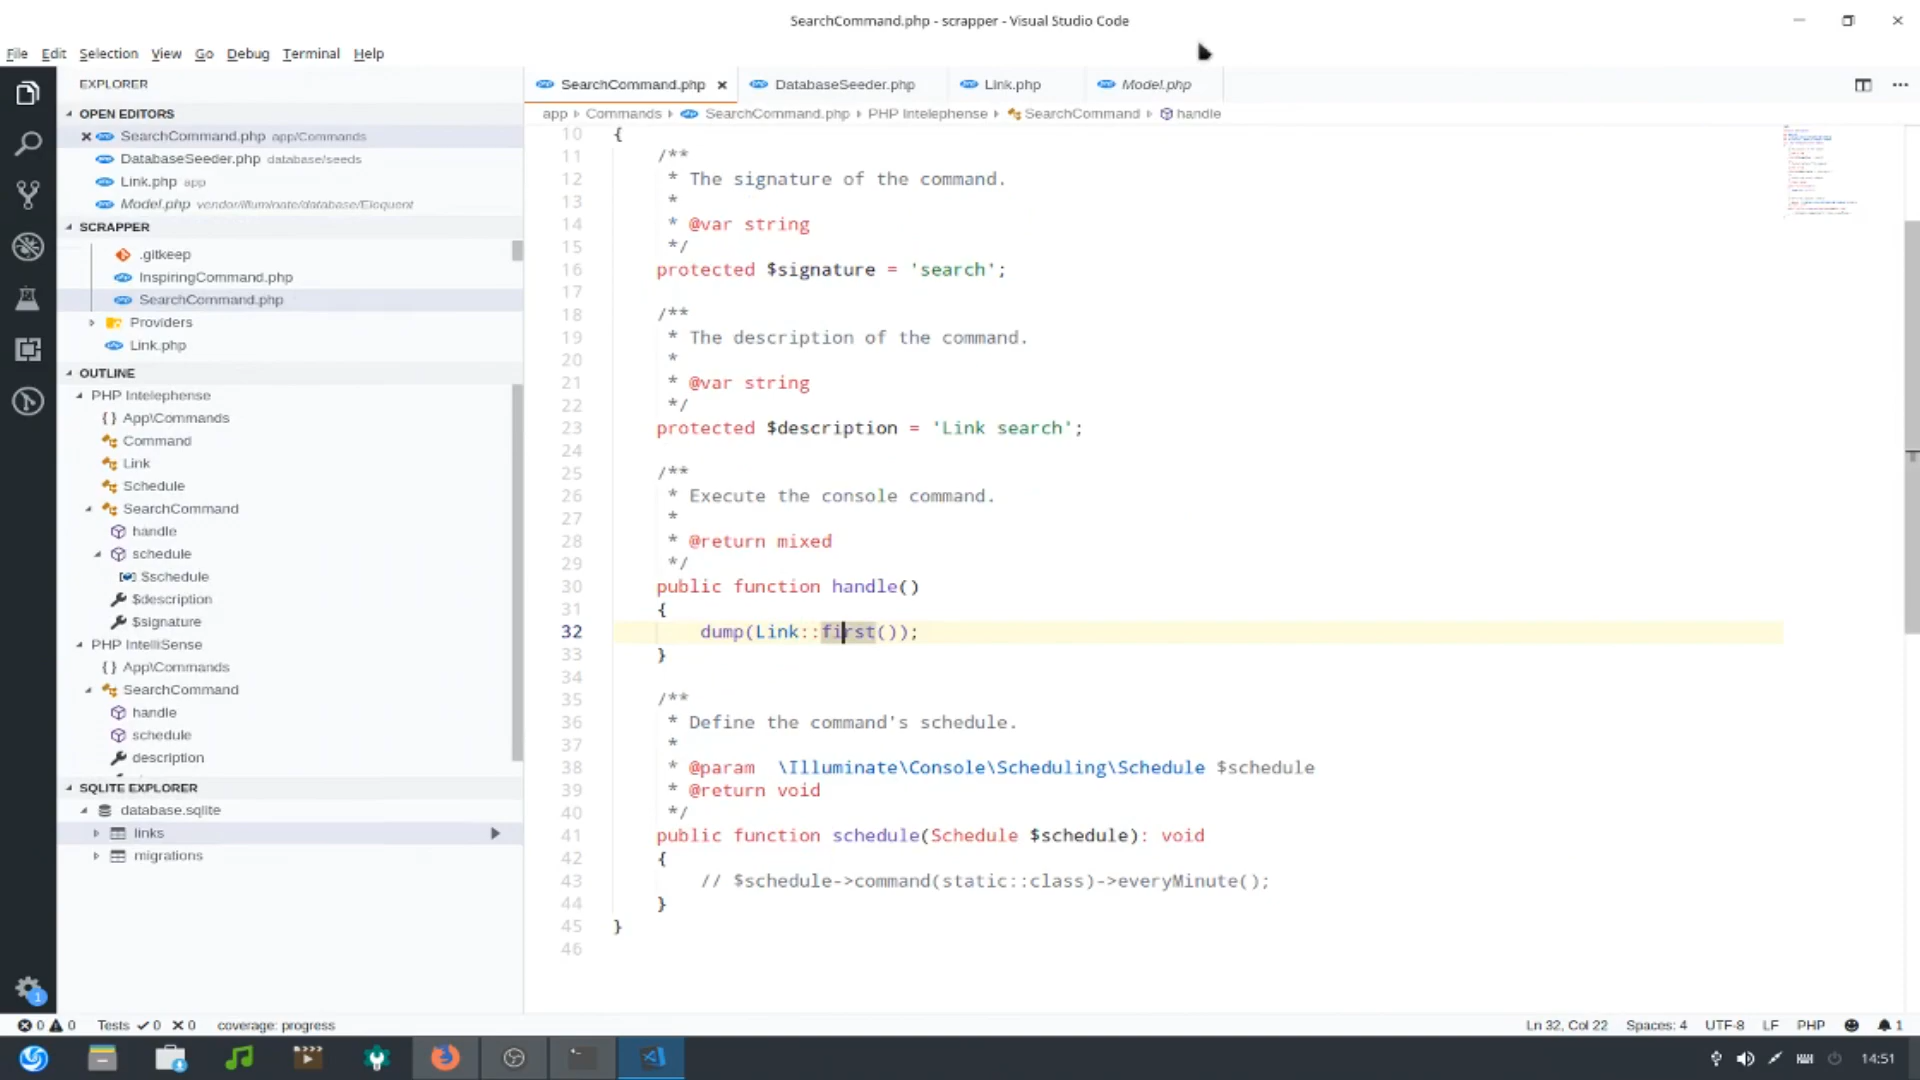 SearchCommand.php - scrapper - Visual Studio Code
File Edit Selection View Go Debug Terminal Help
EXPLORER
OPEN EDITORS
SearchCommand.php app/Commands
DatabaseSeeder.php database/seeds
Link.php app
Model.php vendor/illuminate/database/Eloquent
SCRAPPER
.gitkeep
InspiringCommand.php
SearchCommand.php
Providers
Link.php
OUTLINE
PHP Intelephense
{} App\Commands
Command
Link
Schedule
SearchCommand
handle
schedule
$schedule
$description
$signature
PHP IntelliSense
{} App\Commands
SearchCommand
handle
schedule
description
SQLITE EXPLORER
database.sqlite
links
migrations
SearchCommand.php DatabaseSeeder.php Link.php Model.php
app Commands SearchCommand.php PHP Intelephense SearchCommand handle
10 {
11 /**
12 * The signature of the command.
13 *
14 * @var string
15 */
16 protected $signature = 'search';
17
18 /**
19 * The description of the command.
20 *
21 * @var string
22 */
23 protected $description = 'Link search';
24
25 /**
26 * Execute the console command.
27 *
28 * @return mixed
29 */
30 public function handle()
31 {
32 dump(Link::first());
33 }
34
35 /**
36 * Define the command's schedule.
37 *
38 * @param \Illuminate\Console\Scheduling\Schedule $schedule
39 * @return void
40 */
41 public function schedule(Schedule $schedule): void
42 {
43 // $schedule->command(static::class)->everyMinute();
44 }
45 }
46
1
0 0 Tests 0 0 coverage: progress
Ln 32, Col 22 Spaces: 4 UTF-8 LF PHP 1
14:51